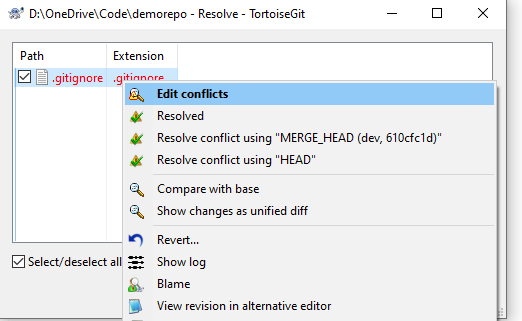 D:\OneDrive\Code\demorepo - Resolve - TortoiseGit
Path Extension
.gitignore .gitignore
Edit conflicts
Resolved
Resolve conflict using "MERGE_HEAD (dev, 610cfc1d)"
Resolve conflict using "HEAD"
Compare with base
Show changes as unified diff
Revert...
Select/deselect all
Show log
Blame
View revision in alternative editor